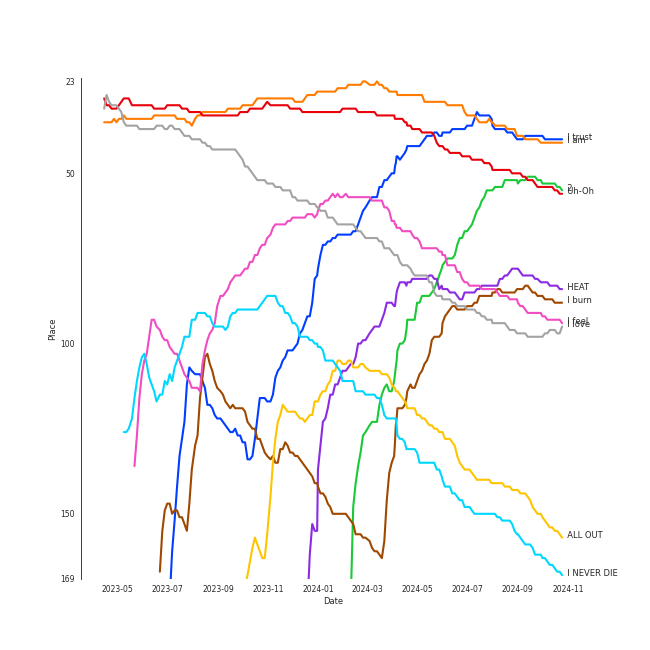 23
50
100
150
169
Place
2023-05
2023-07
2023-09
2023-11
2024-01
2024-03
2024-05
2024-07
2024-09
2024-11
Date
I trust
I am
2
Uh-Oh
HEAT
I burn
I feel
I love
ALL OUT
I NEVER DIE